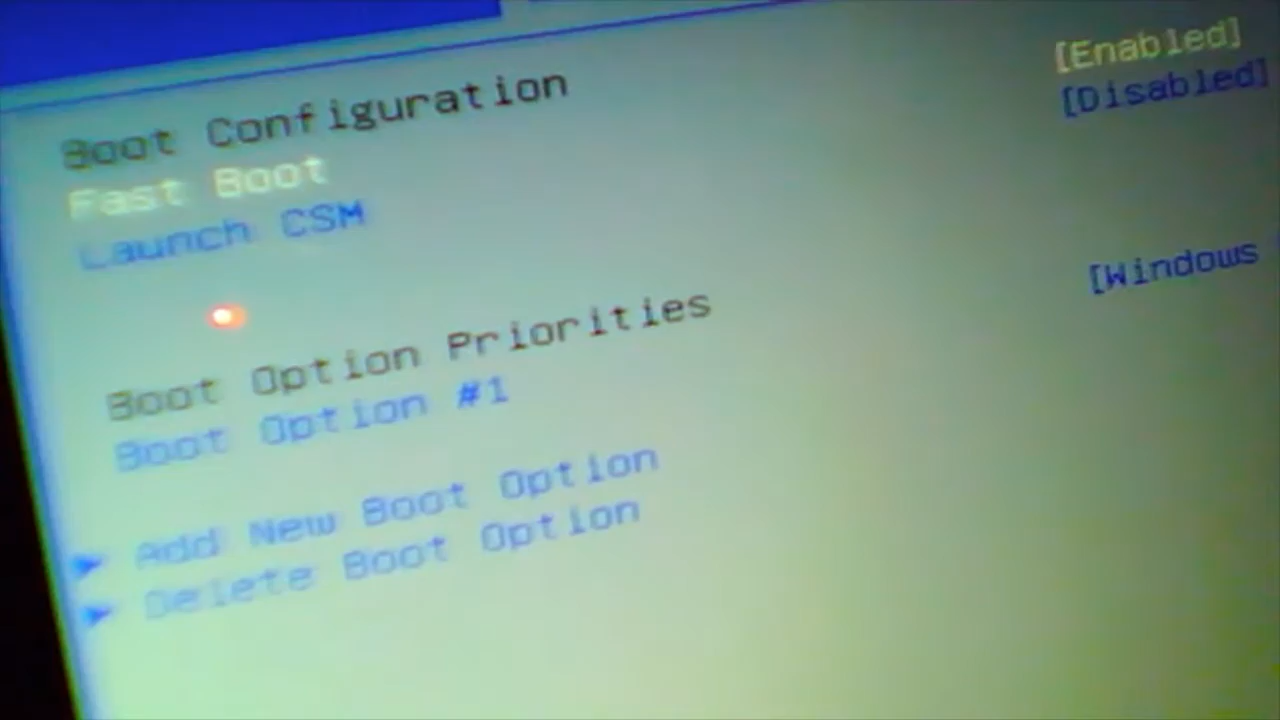 Boot Configuration
Fast Boot [Enabled]
Launch CSM [Disabled]
Boot Option Priorities
Boot Option #1 [Windows
Add New Boot Option
Delete Boot Option